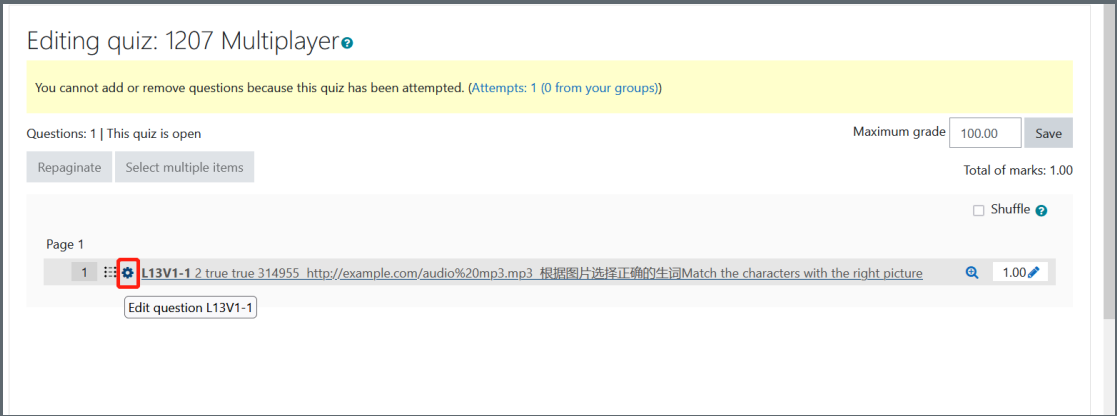 Editing quiz: 1207 Multiplayer
You cannot add or remove questions because this quiz has been attempted. (Attempts: 1 (0 from your groups))
Questions: 1 | This quiz is open
Maximum grade 100.00 Save
Repaginate Select multiple items
Total of marks: 1.00
Shuffle
Page 1
1 L13V1-1 2 true true 314955 http://example.com/audio%20mp3.mp3 根据图片选择正确的生词Match the characters with the right picture 1.00
Edit question L13V1-1